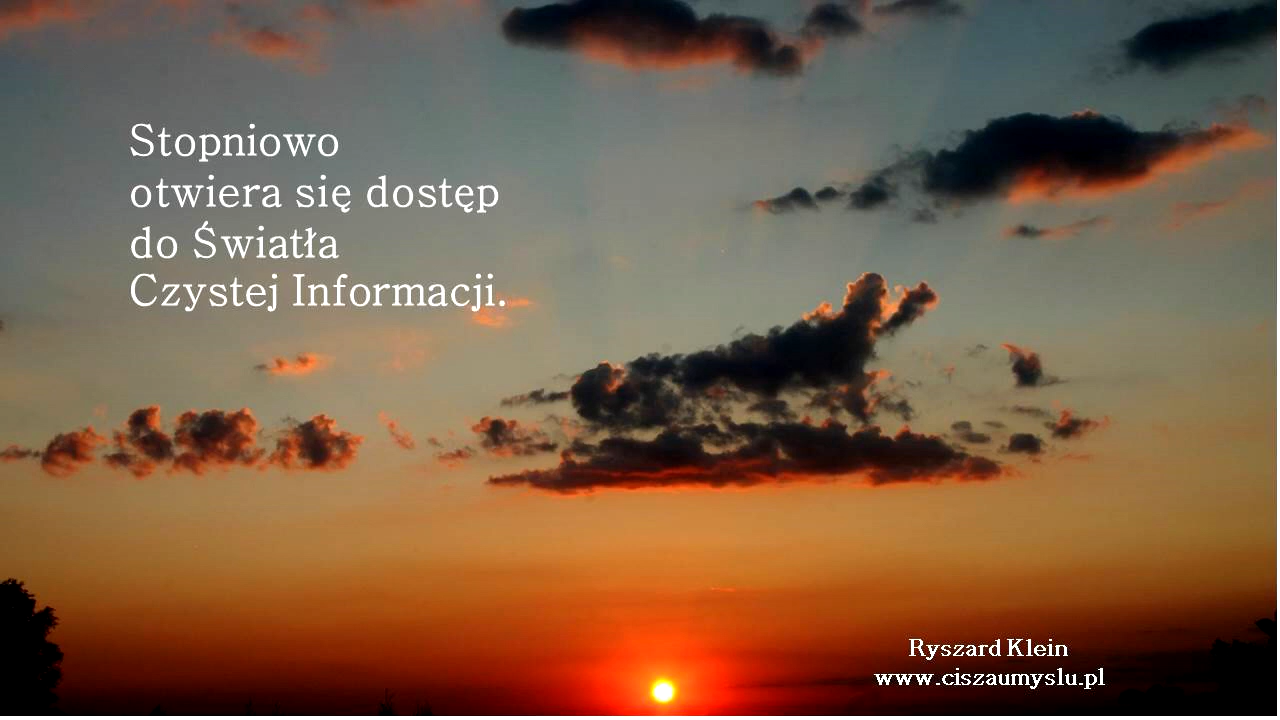 Stopniowo
otwiera się dostęp
do Światła
Czystej Informacji.
Ryszard Klein
www.ciszaumyslu.pl